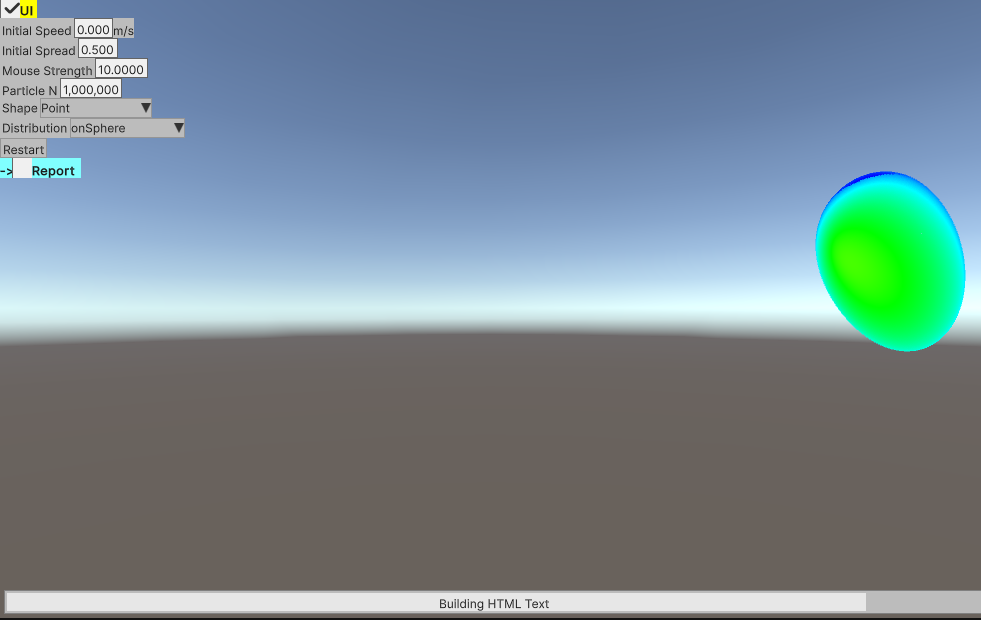 UI
Initial Speed 0.000 m/s
Initial Spread 0.500
Mouse Strength 10.0000
Particle N 1,000,000
Shape Point
Distribution onSphere
Restart
-> Report
Building HTML Text